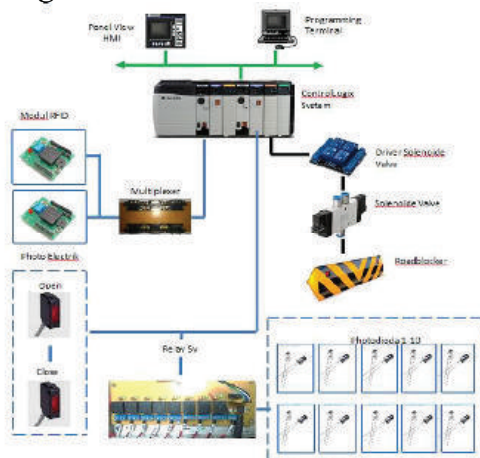 Panel View
HMI
Programming
Terminal
ControlLogix
System
Modul RFID
Driver Solenoide
Valve
Multiplexer
Solenoide Valve
Photo Elektrik
Roadblocker
Open
Relay 5v
Photodioda 1-10
Close